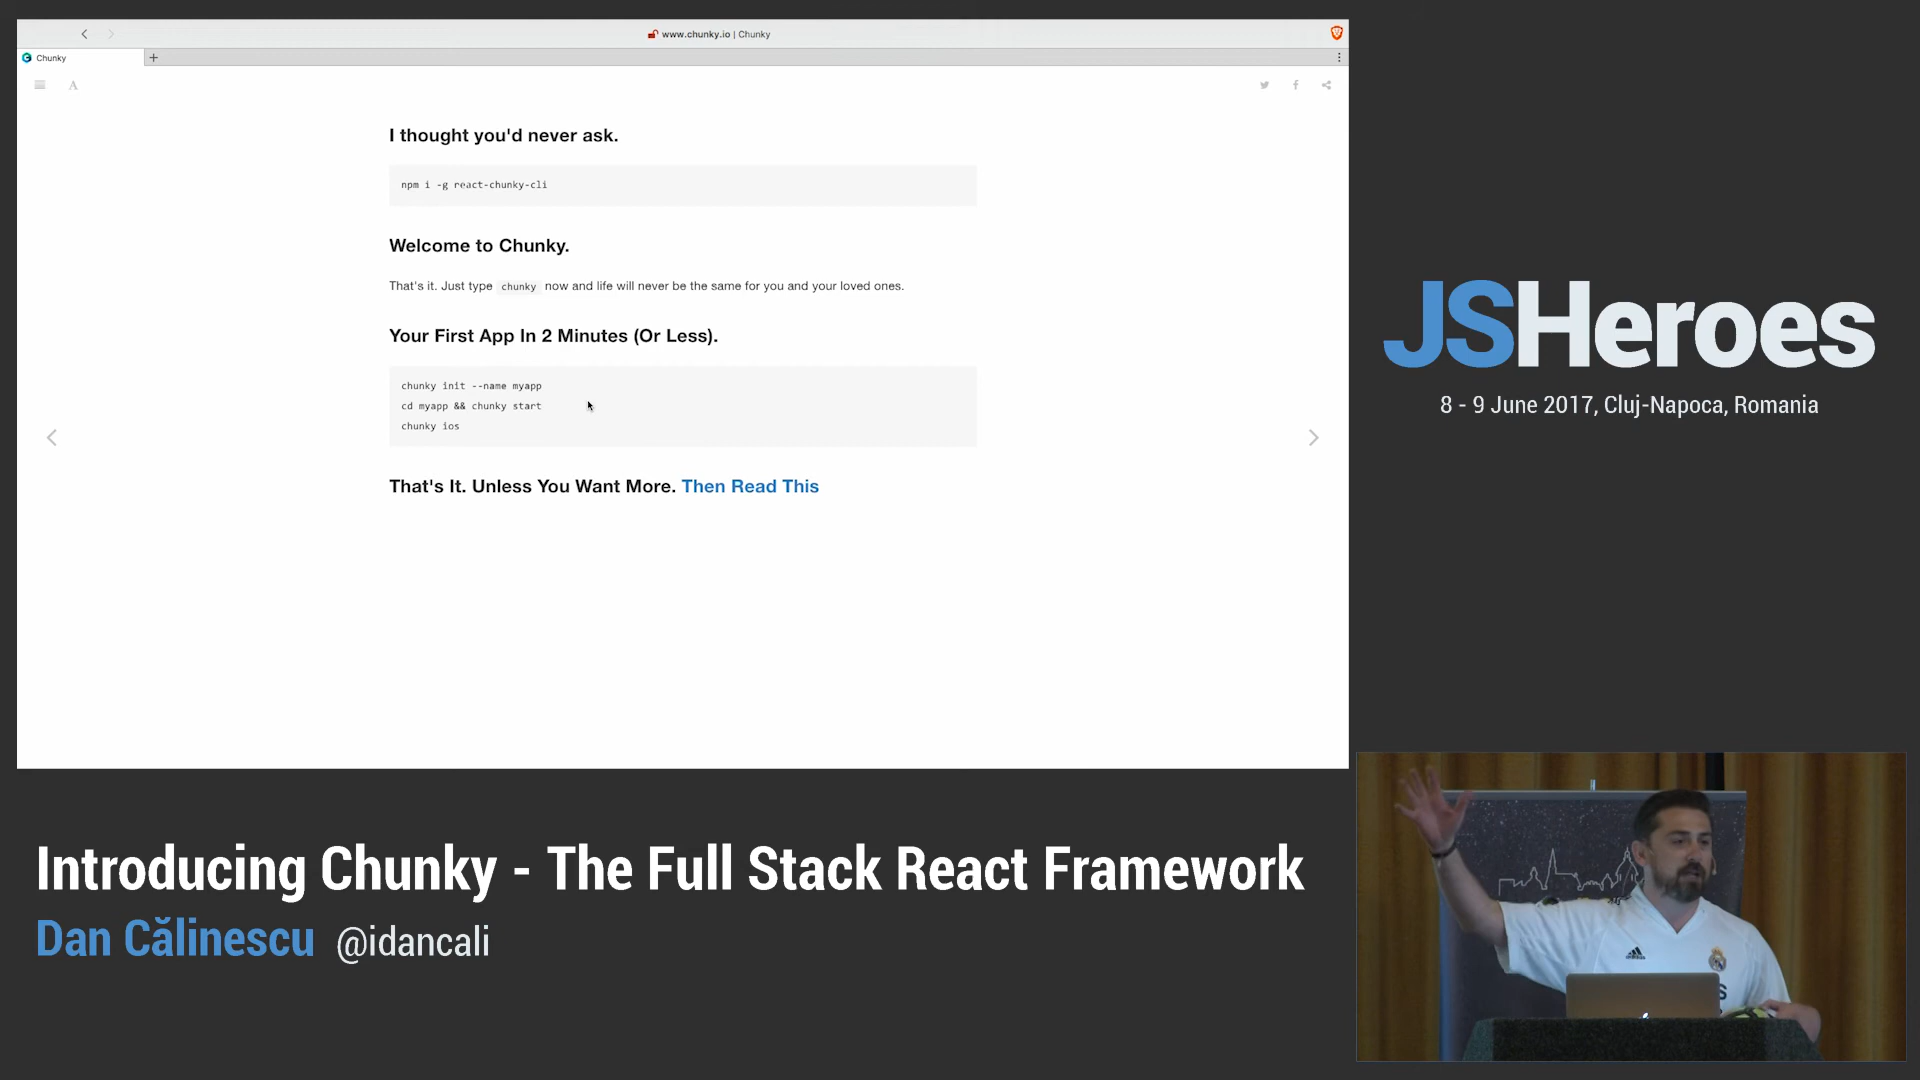 www.chunky.io | Chunky
Chunky
I thought you'd never ask.
npm i -g react-chunky-cli
Welcome to Chunky.
That's it. Just type chunky now and life will never be the same for you and your loved ones.
Your First App In 2 Minutes (Or Less).
chunky init --name myapp
cd myapp && chunky start
chunky ios
That's It. Unless You Want More. Then Read This
JSHeroes
8 - 9 June 2017, Cluj-Napoca, Romania
Introducing Chunky - The Full Stack React Framework
Dan Călinescu @idancali